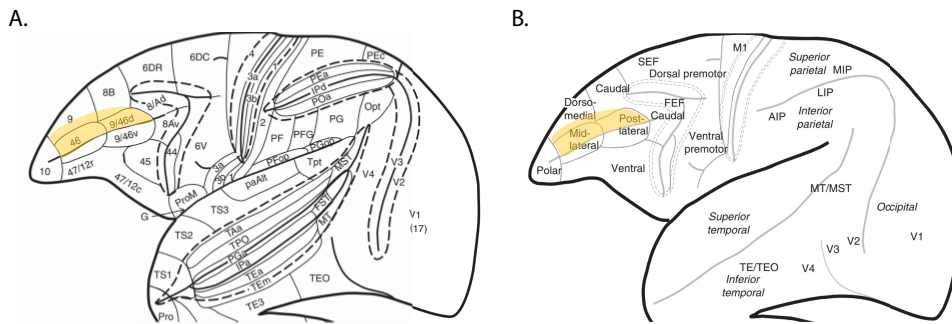 A.
6DC
4
PE
PEc
6DR
3a
1
PEa
8B
IPd
8/Ad
3b
POa
9
Opt
9/46d
8Av
2
PG
46
9/46v
PF
PFG
44
6V
PGop
V3
10
47/12r
45
3a
PFop
Tpt
MST
V4
3b
1
paAlt
V2
47/12c
ProM
G
TS3
FST
V1
(17)
TAa
MT
TS2
TPO
PGa
IPa
TS1
TEa
TEO
TEm
TE3
Pro
B.
M1
SEF
Superior
parietal
MIP
Dorsal premotor
Caudal
LIP
Dorso-
medial
FEF
Caudal
AIP
Inferior
parietal
Post-
lateral
Mid-
lateral
Ventral
premotor
Polar
Ventral
MT/MST
Superior
temporal
Occipital
V1
V2
V3
TE/TEO
V4
Inferior
temporal